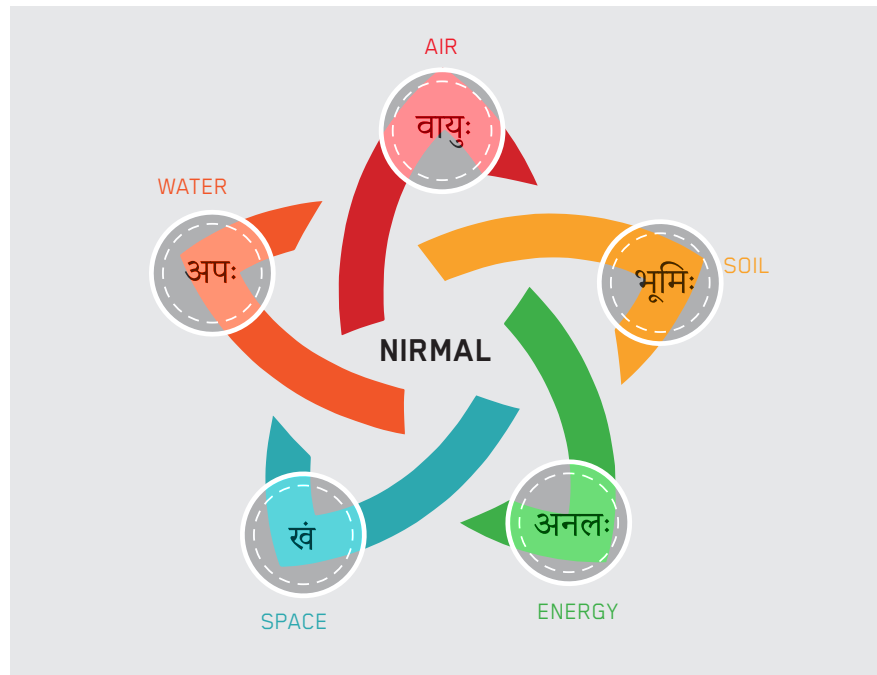 AIR
वायुः
WATER
अपः
SOIL
भूमिः
NIRMAL
खं
अनलः
SPACE
ENERGY